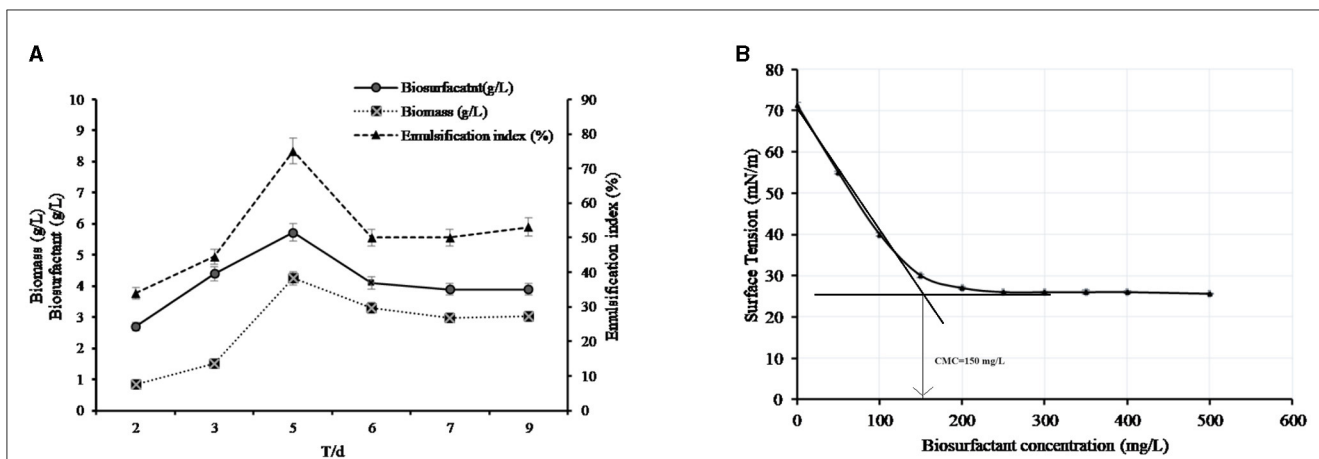 A
Biosurfacatnt(g/L)
Biomass (g/L)
Emulsification index (%)
10
9
8
7
6
5
4
3
2
1
0
90
80
70
60
50
40
30
20
10
0
Biomass (g/L)
Biosurfactant (g/L)
Emulsification index (%)
2 3 5 6 7 9
T/d
B
80
70
60
50
40
30
20
10
0
Surface Tension (mN/m)
CMC=150 mg/L
0 100 200 300 400 500 600
Biosurfactant concentration (mg/L)